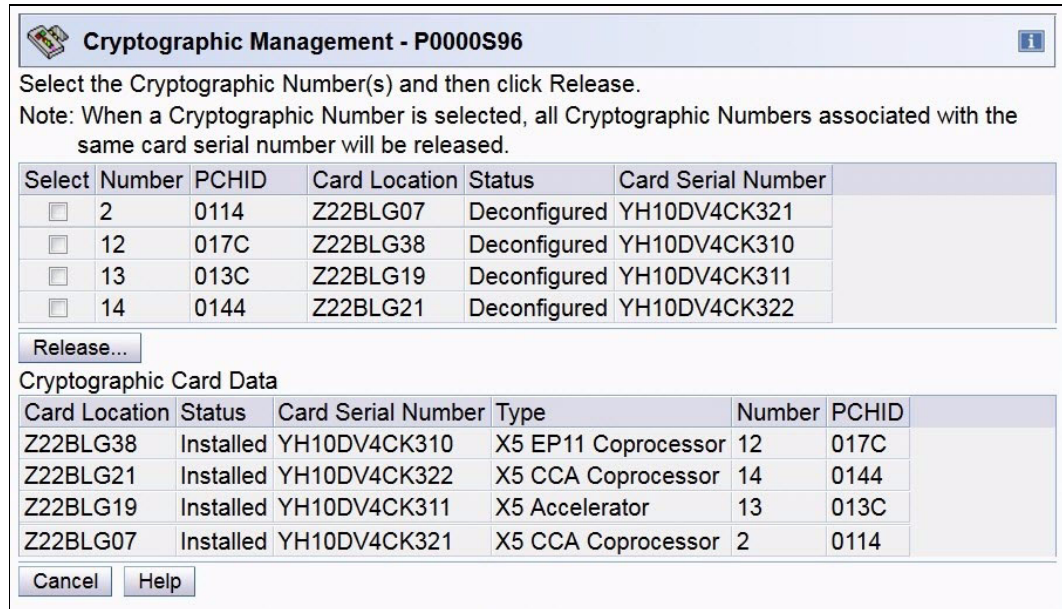 Cryptographic Management - P0000S96
Select the Cryptographic Number(s) and then click Release.
Note: When a Cryptographic Number is selected, all Cryptographic Numbers associated with the
same card serial number will be released.
Select Number PCHID Card Location Status Card Serial Number
2 0114 Z22BLG07 Deconfigured YH10DV4CK321
12 017C Z22BLG38 Deconfigured YH10DV4CK310
13 013C Z22BLG19 Deconfigured YH10DV4CK311
14 0144 Z22BLG21 Deconfigured YH10DV4CK322
Release...
Cryptographic Card Data
Card Location Status Card Serial Number Type Number PCHID
Z22BLG38 Installed YH10DV4CK310 X5 EP11 Coprocessor 12 017C
Z22BLG21 Installed YH10DV4CK322 X5 CCA Coprocessor 14 0144
Z22BLG19 Installed YH10DV4CK311 X5 Accelerator 13 013C
Z22BLG07 Installed YH10DV4CK321 X5 CCA Coprocessor 2 0114
Cancel Help